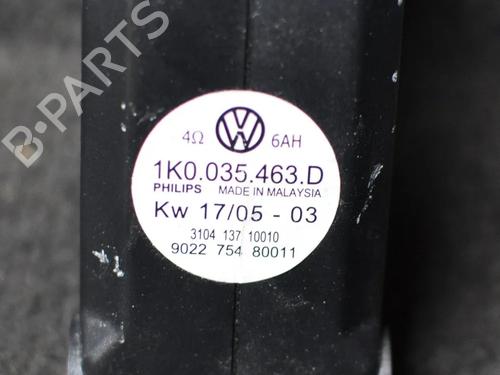 4Ω 6AH
1K0.035.463.D
PHILIPS MADE IN MALAYSIA
Kw 17/05 - 03
3104 137 10010
9022 754 80011
B-PARTS